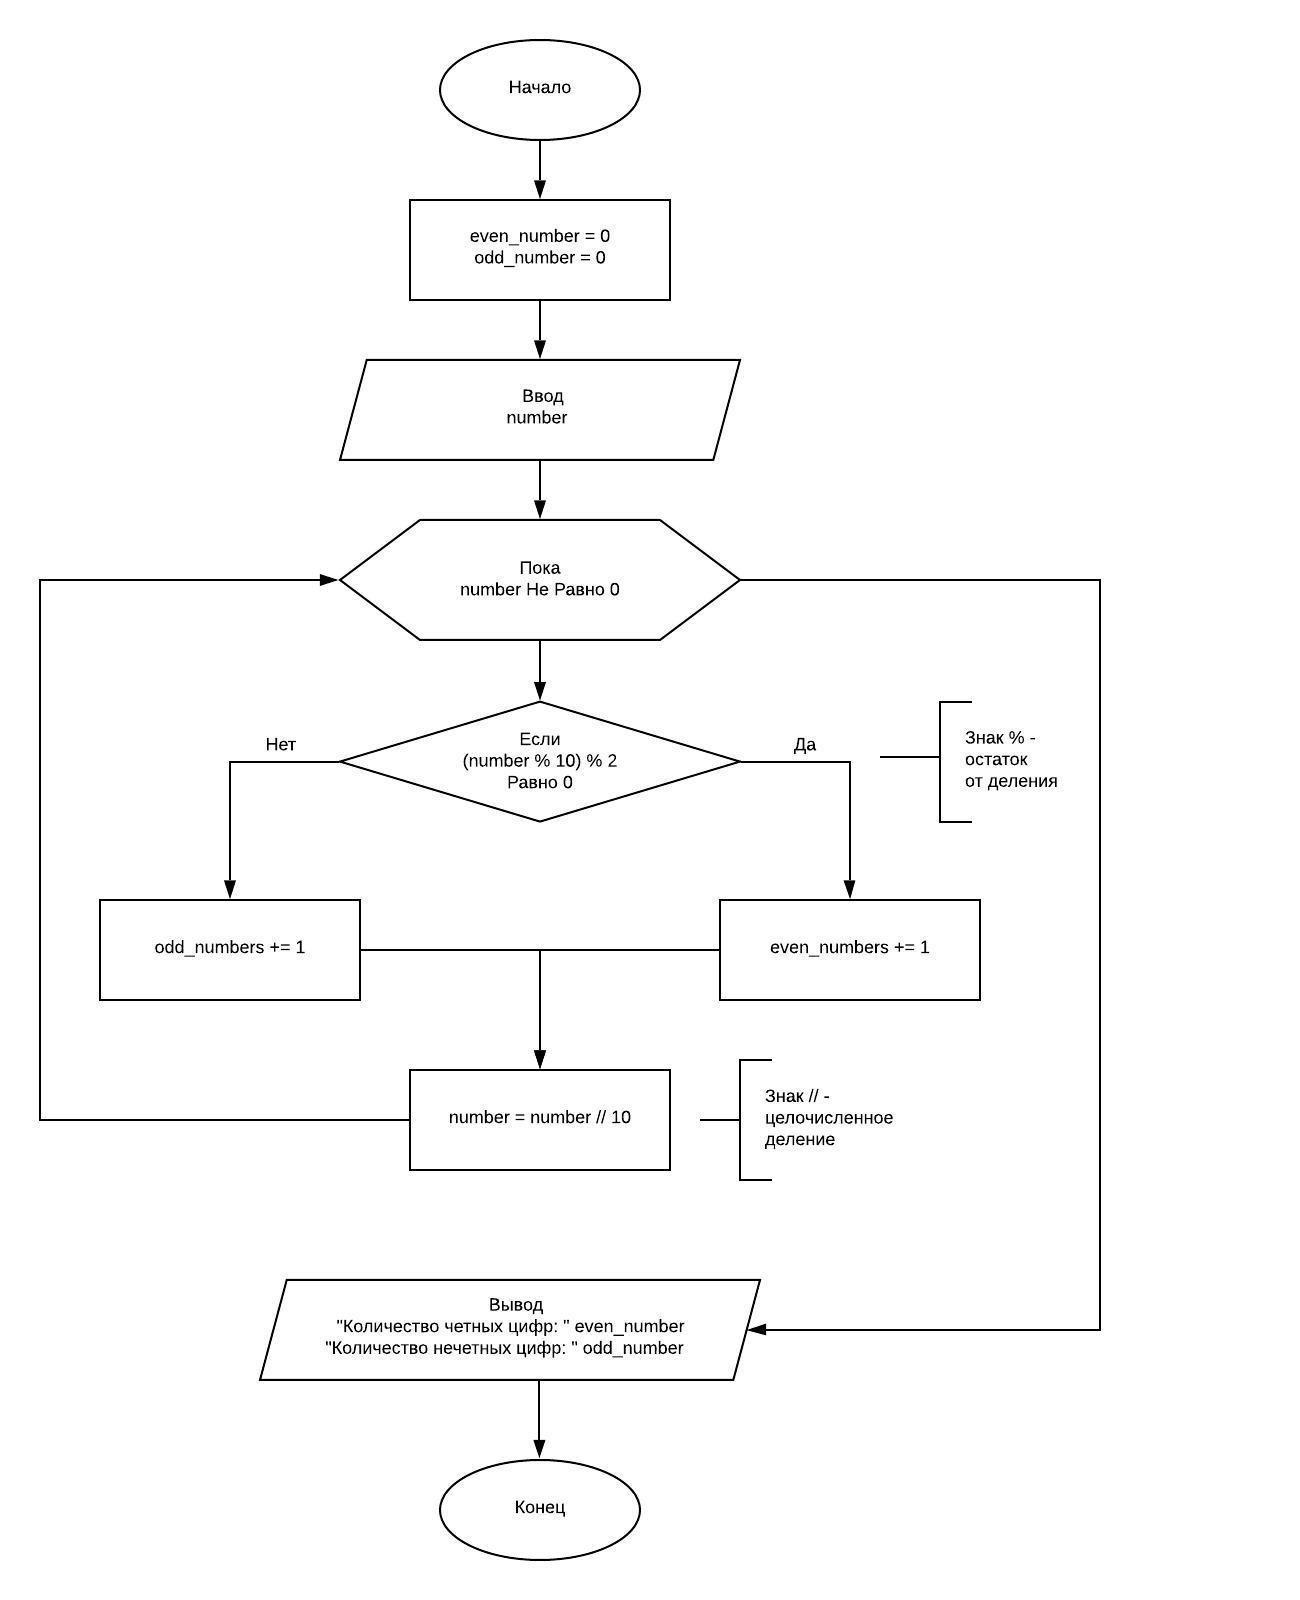 Начало
even_number = 0
odd_number = 0
Ввод
number
Пока
number Не Равно 0
Если
(number % 10) % 2
Равно 0
Нет
Да
Знак % -
остаток
от деления
odd_numbers += 1
even_numbers += 1
number = number // 10
Знак // -
целочисленное
деление
Вывод
"Количество четных цифр: " even_number
"Количество нечетных цифр: " odd_number
Конец